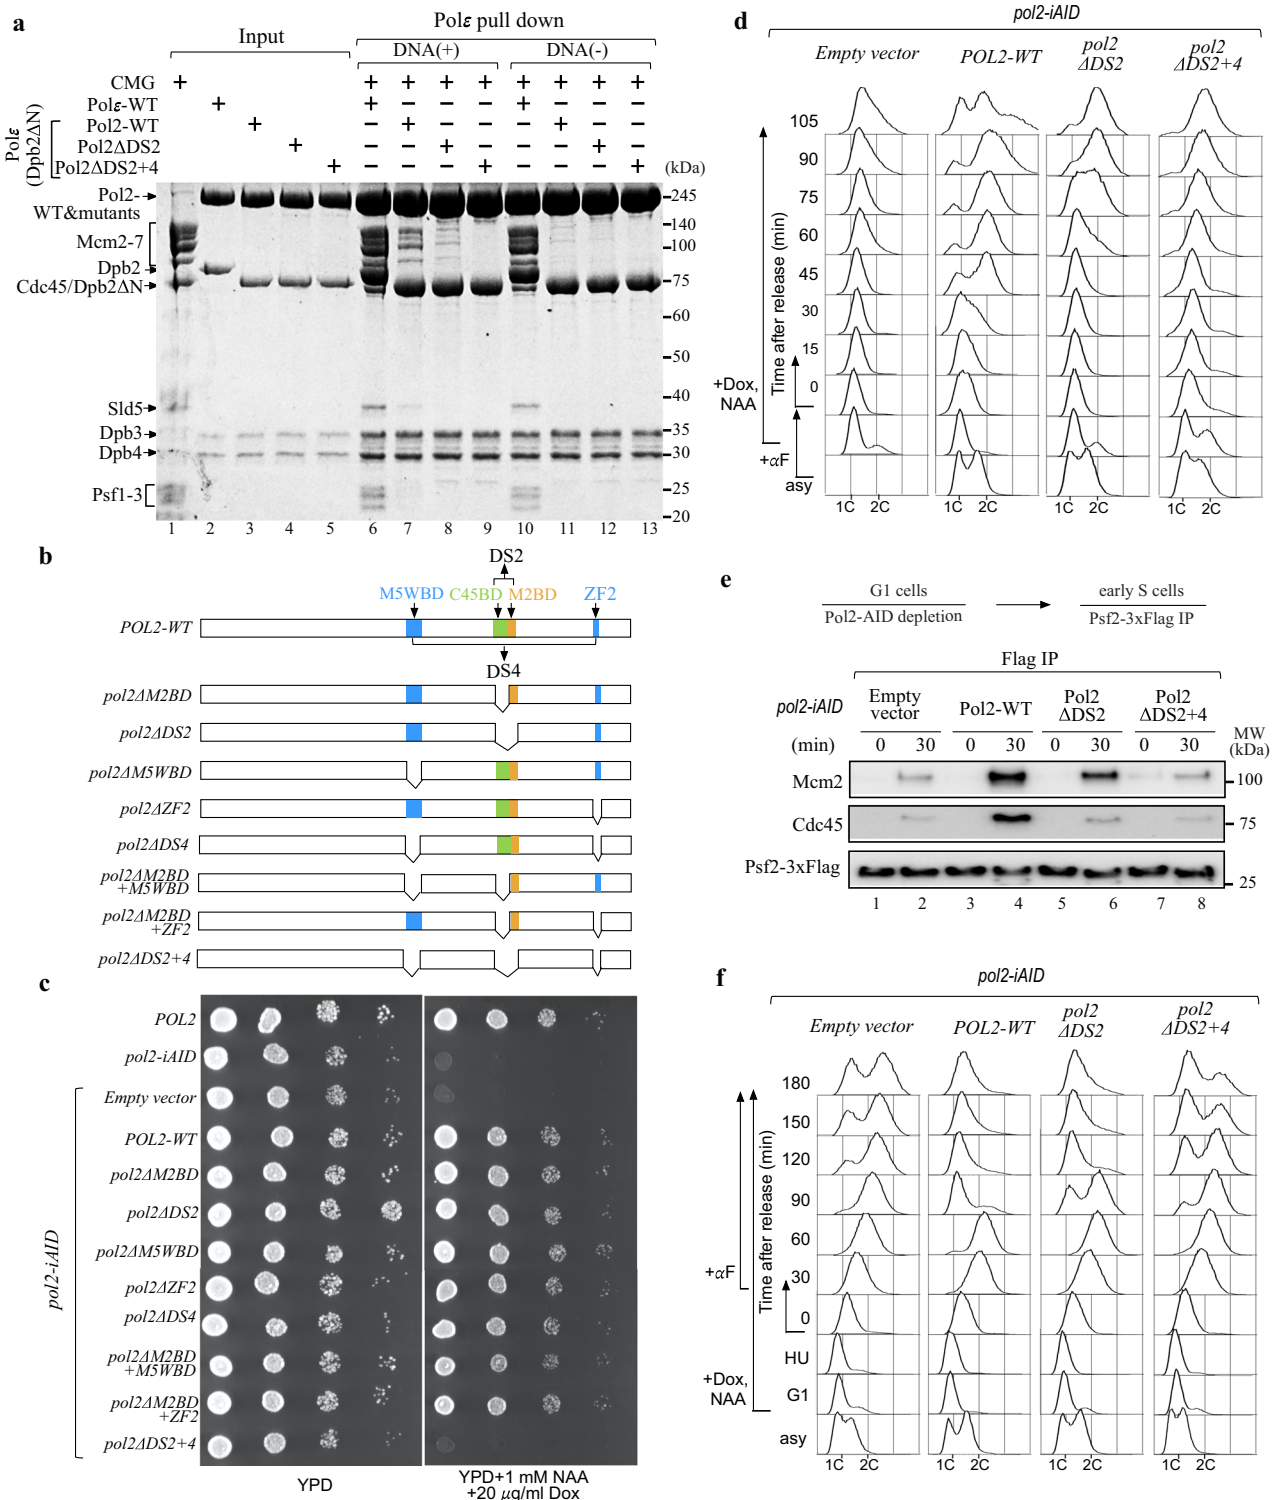 a
Polε pull down
Input
DNA(+)
DNA(-)
CMG + + + + + + + + +
Polε-WT + + − − − + − − −
Polε
(Dpb2ΔN)
Pol2-WT + − + − − − + − −
Pol2ΔDS2 + − − + − − − + −
Pol2ΔDS2+4 + − − − + − − − +
(kDa)
Pol2-
WT&mutants
Mcm2-7
Dpb2
Cdc45/Dpb2ΔN
Sld5
Dpb3
Dpb4
Psf1-3
245
140
100
75
60
50
40
35
30
25
20
1 2 3 4 5 6 7 8 9 10 11 12 13
b
DS2
M5WBD C45BD M2BD ZF2
POL2-WT
DS4
pol2ΔM2BD
pol2ΔDS2
pol2ΔM5WBD
pol2ΔZF2
pol2ΔDS4
pol2ΔM2BD
+M5WBD
pol2ΔM2BD
+ZF2
pol2ΔDS2+4
c
POL2
pol2-iAID
pol2-iAID
Empty vector
POL2-WT
pol2ΔM2BD
pol2ΔDS2
pol2ΔM5WBD
pol2ΔZF2
pol2ΔDS4
pol2ΔM2BD
+M5WBD
pol2ΔM2BD
+ZF2
pol2ΔDS2+4
YPD
YPD+1 mM NAA
+20 μg/ml Dox
d
pol2-iAID
Empty vector
POL2-WT
pol2
ΔDS2
pol2
ΔDS2+4
Time after release (min)
105
90
75
60
45
30
15
0
+Dox,
NAA
+αF
asy
1C 2C 1C 2C 1C 2C 1C 2C
e
G1 cells
Pol2-AID depletion
early S cells
Psf2-3xFlag IP
Flag IP
pol2-iAID
Empty
vector
Pol2-WT
Pol2
ΔDS2
Pol2
ΔDS2+4
(min) 0 30 0 30 0 30 0 30
MW
(kDa)
Mcm2
100
Cdc45
75
Psf2-3xFlag
25
1 2 3 4 5 6 7 8
f
pol2-iAID
Empty vector
POL2-WT
pol2
ΔDS2
pol2
ΔDS2+4
Time after release (min)
180
150
120
90
60
30
0
+αF
HU
+Dox,
NAA
G1
asy
1C 2C 1C 2C 1C 2C 1C 2C